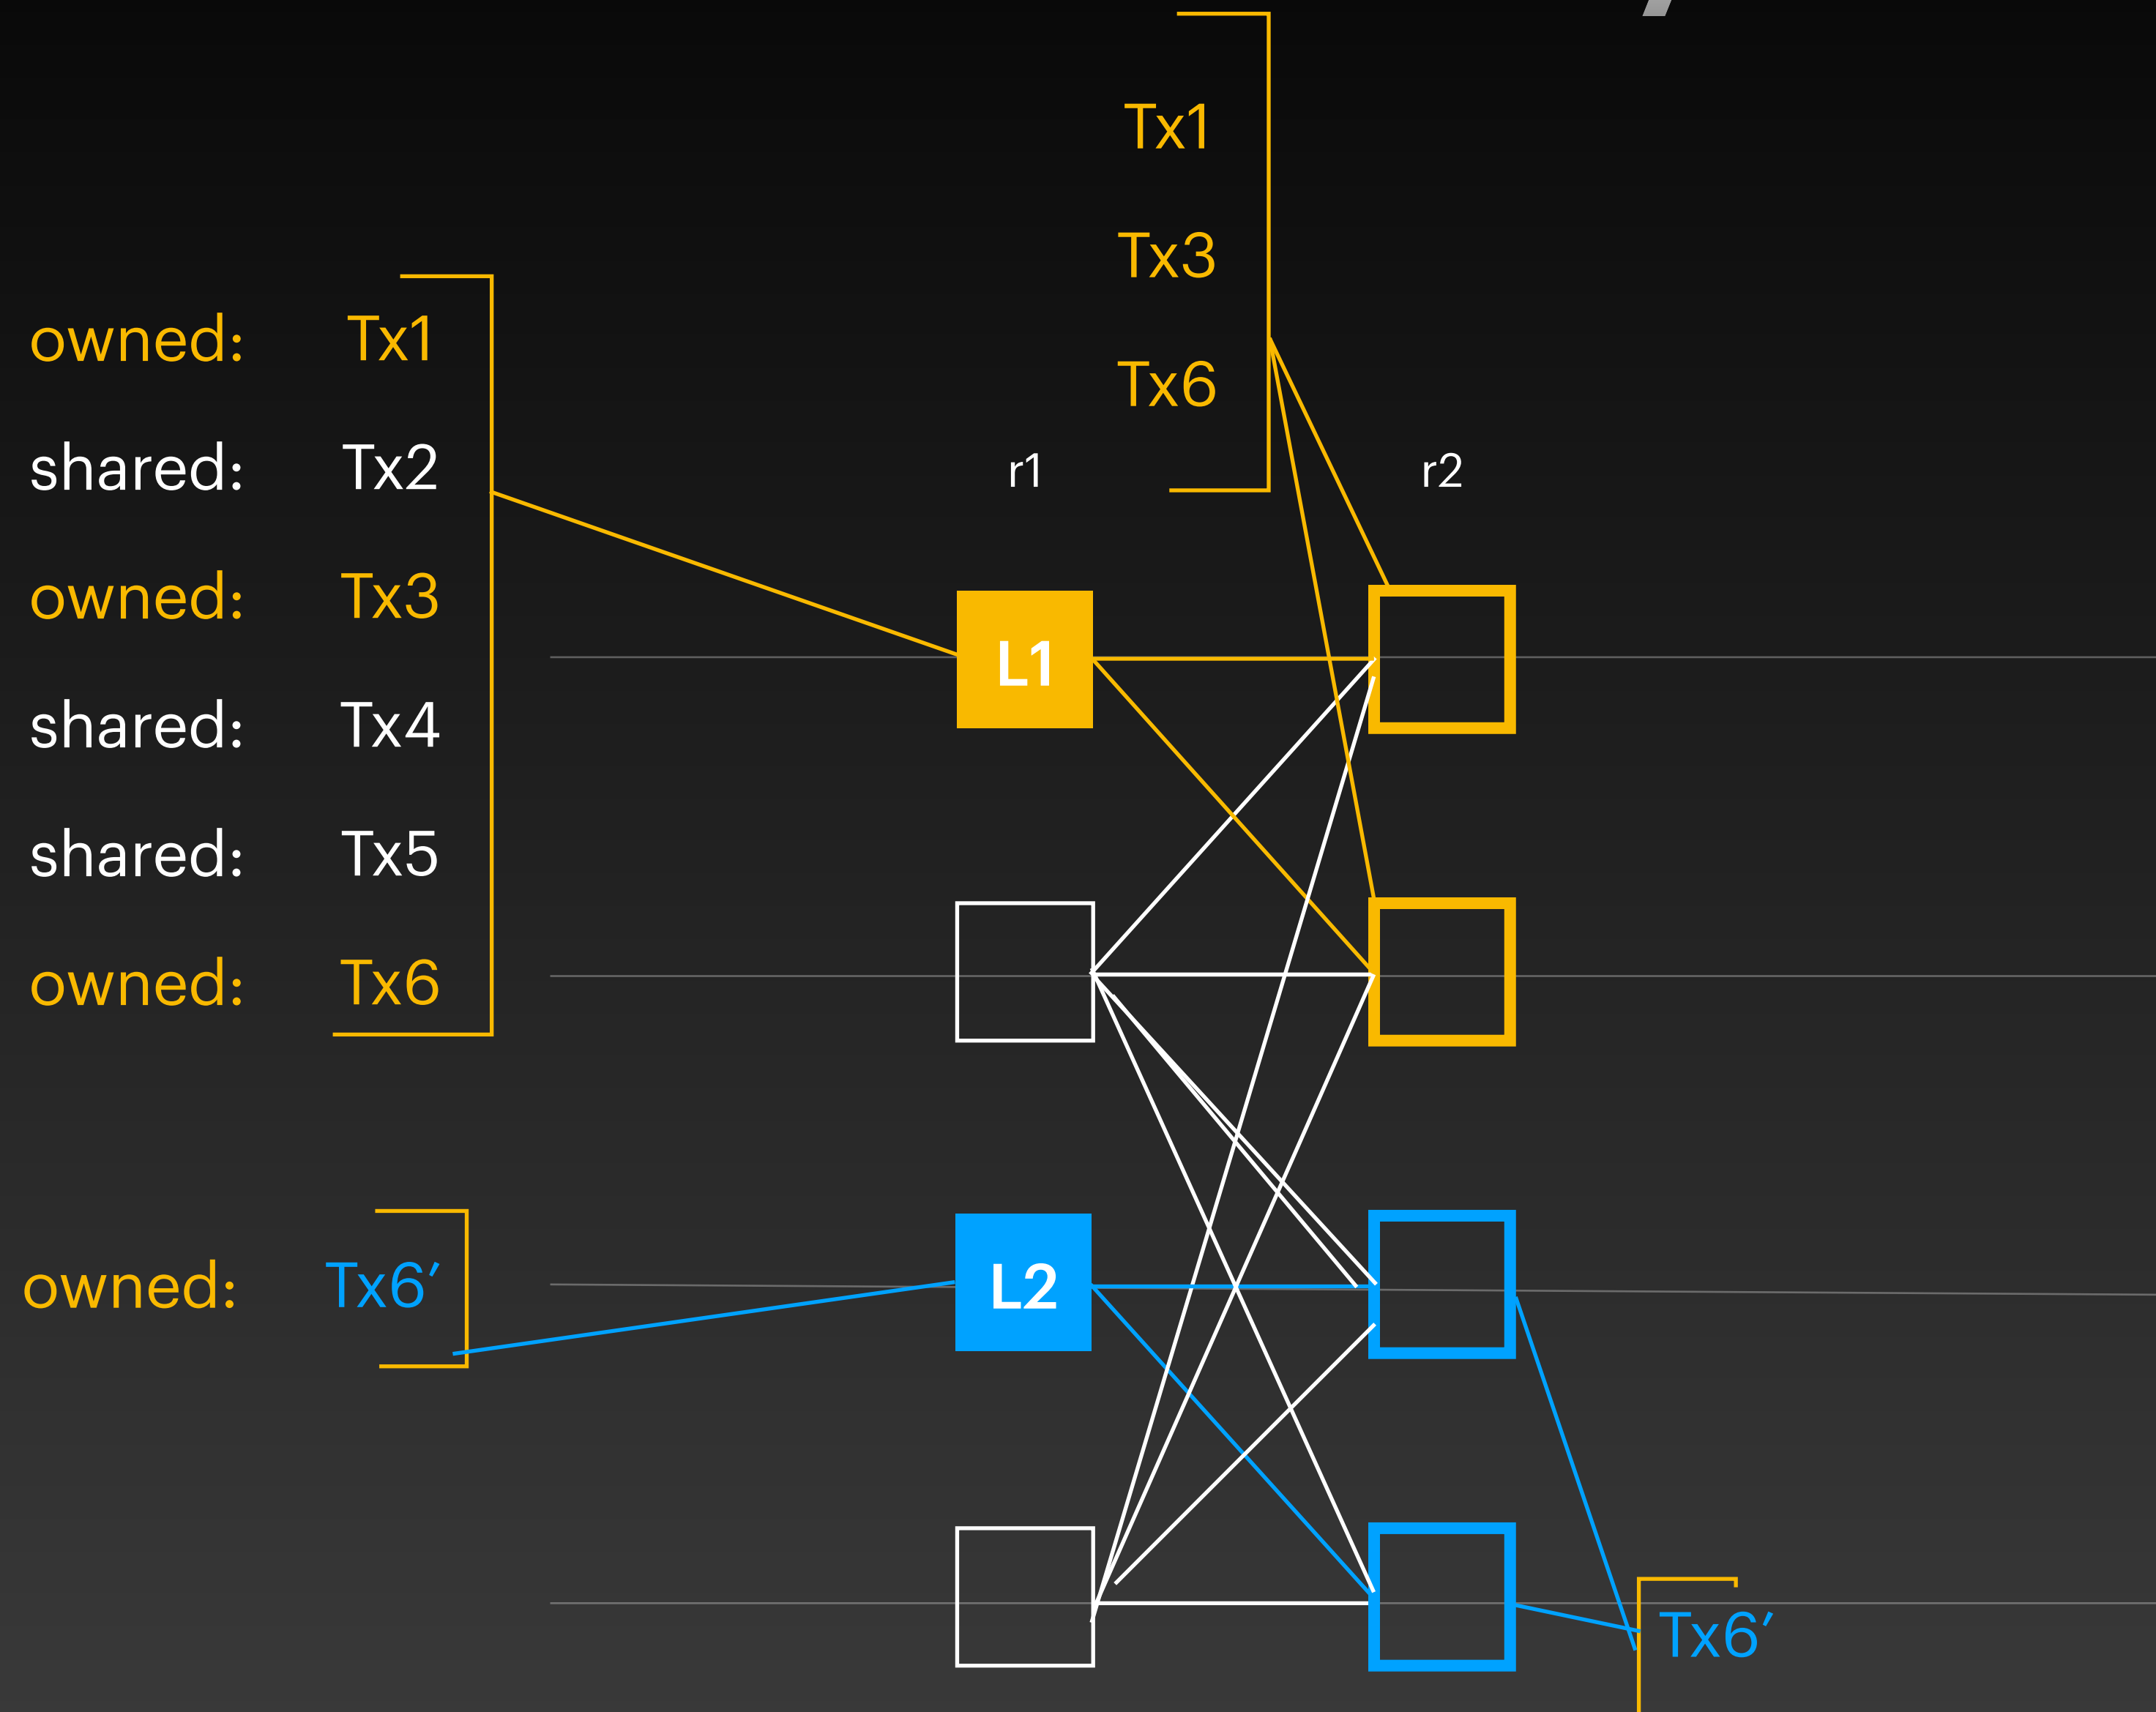 Tx1
Tx3
Tx6
r1 r2
owned: Tx1
shared: Tx2
owned: Tx3
shared: Tx4
shared: Tx5
owned: Tx6
L1
owned: Tx6′
L2
Tx6′